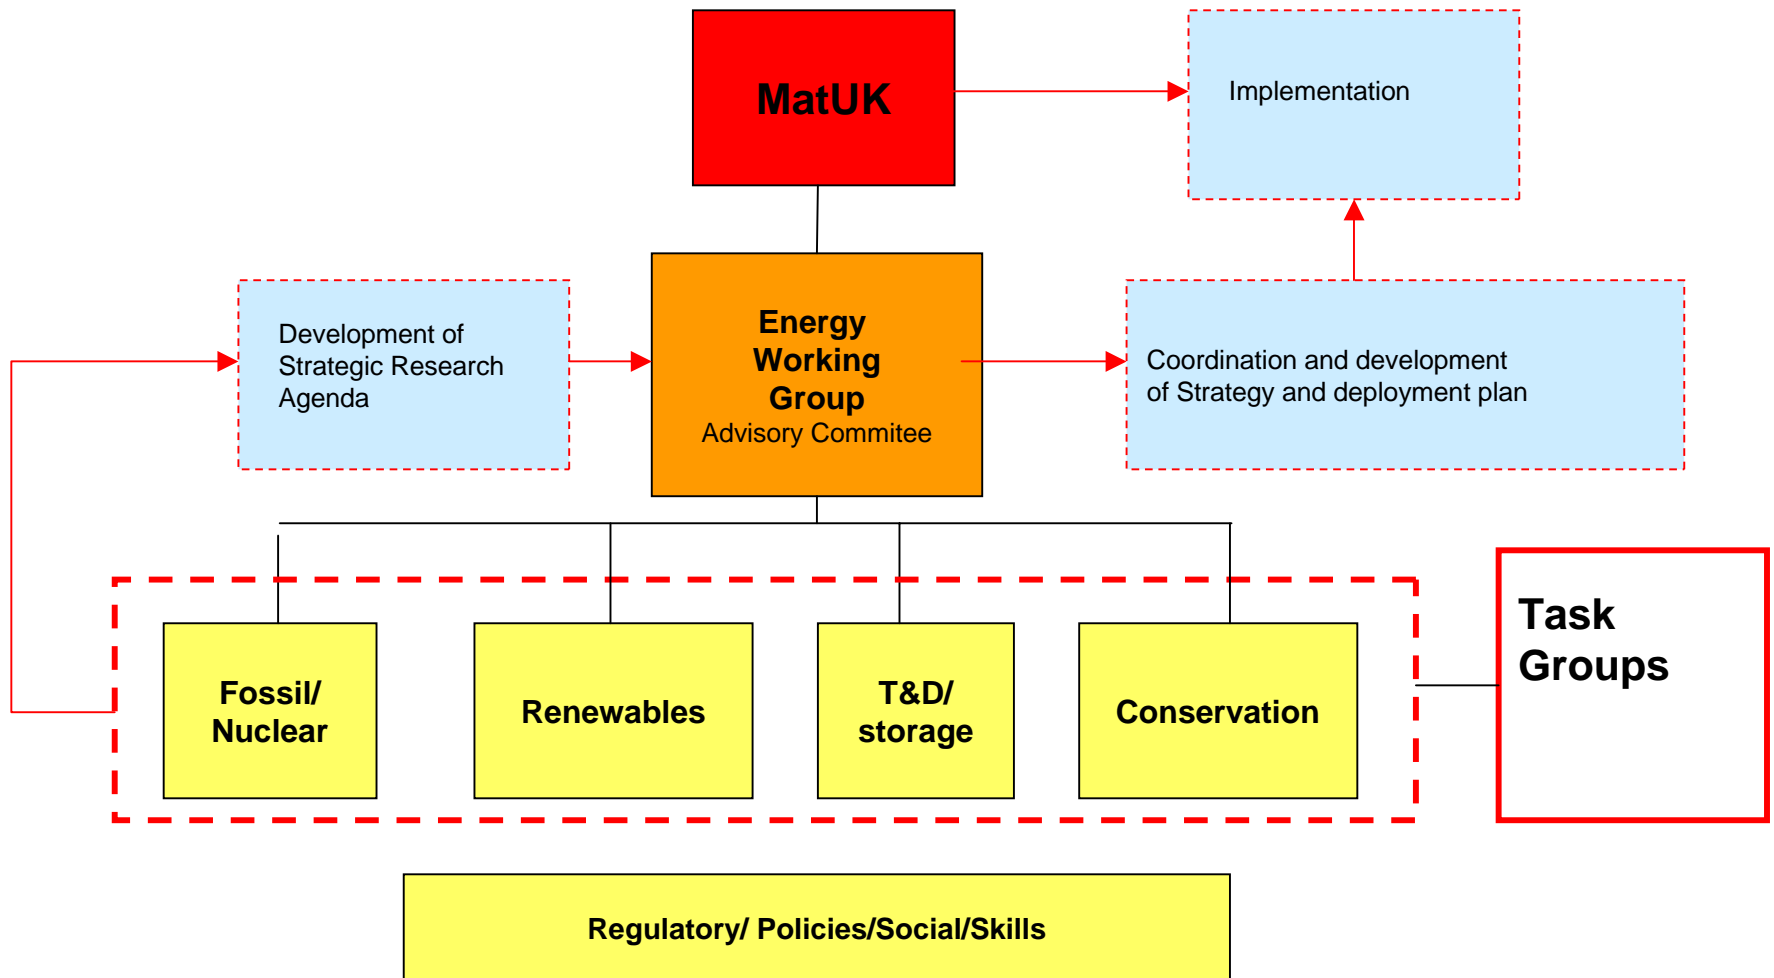 MatUK
Implementation
Development of
Strategic Research
Agenda
Energy
Working
Group
Advisory Commitee
Coordination and development
of Strategy and deployment plan
Fossil/
Nuclear
Renewables
T&D/
storage
Conservation
Task
Groups
Regulatory/ Policies/Social/Skills